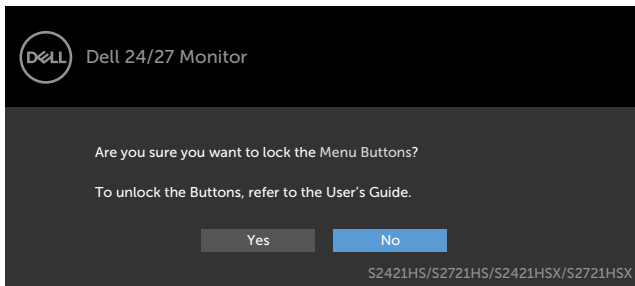 DELL Dell 24/27 Monitor
Are you sure you want to lock the Menu Buttons?
To unlock the Buttons, refer to the User's Guide.
Yes No
S2421HS/S2721HS/S2421HSX/S2721HSX